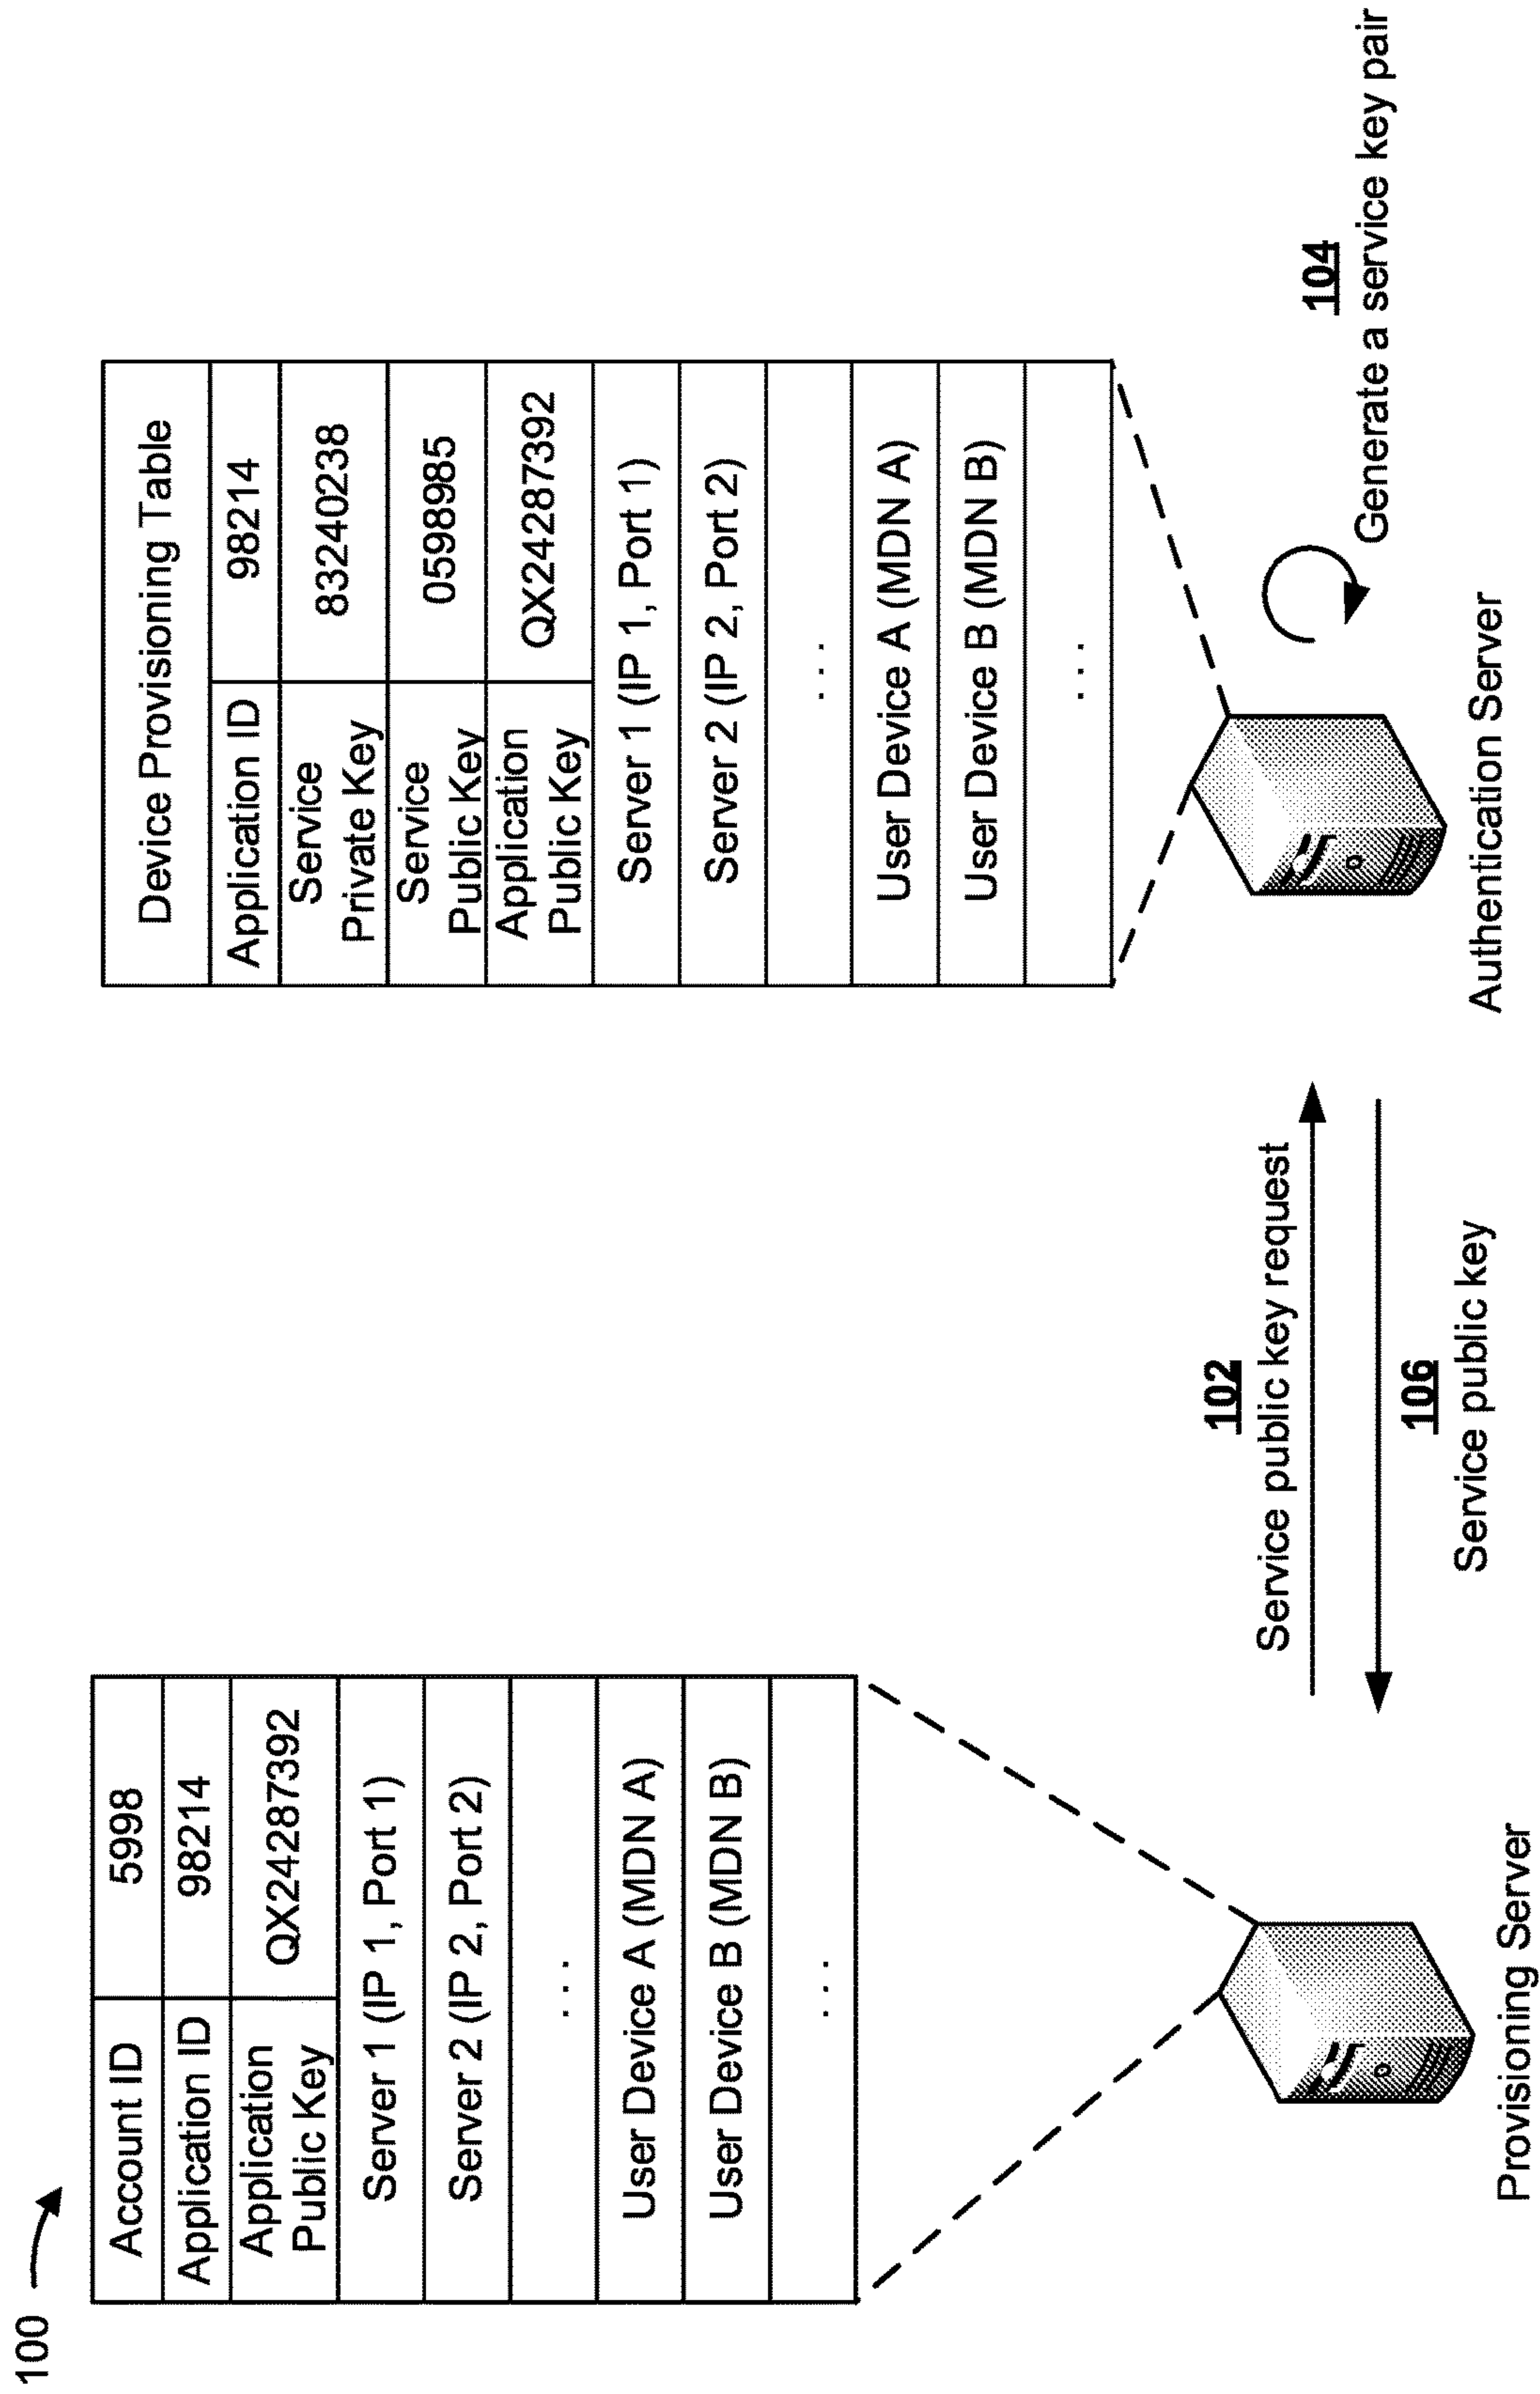 100
Account ID
5998
Application ID
98214
Application
Public Key
QX24287392
Server 1 (IP 1, Port 1)
Server 2 (IP 2, Port 2)
. . .
User Device A (MDN A)
User Device B (MDN B)
. . .
Provisioning Server
102
Service public key request
106
Service public key
Device Provisioning Table
Application ID
98214
Service
Private Key
83240238
Service
Public Key
0598985
Application
Public Key
QX24287392
Server 1 (IP 1, Port 1)
Server 2 (IP 2, Port 2)
. . .
User Device A (MDN A)
User Device B (MDN B)
. . .
Authentication Server
104
Generate a service key pair